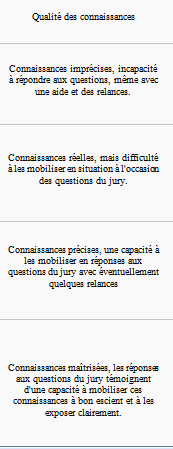 Qualité des connaissances
Connaissances imprécises, incapacité
à répondre aux questions, même avec
une aide et des relances.
Connaissances réelles, mais difficulté
à les mobiliser en situation à l'occasion
des questions du jury.
Connaissances précises, une capacité à
les mobiliser en réponses aux
questions du jury avec éventuellement
quelques relances
Connaissances maîtrisées, les réponses
aux questions du jury témoignent
d'une capacité à mobiliser ces
connaissances à bon escient et à les
exposer clairement.